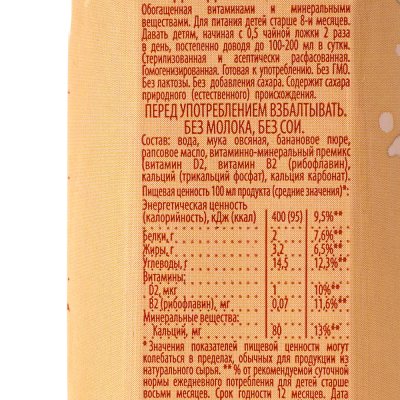 Обогащенная витаминами и минеральными
веществами. Для питания детей старше 8-и месяцев.
Давать детям, начиная с 0,5 чайной ложки 2 раза
в день, постепенно доводя до 100-200 мл в сутки.
Стерилизованная и асептически расфасованная.
Гомогенизированная. Готовая к употреблению. Без ГМО.
Без лактозы. Без добавления сахара. Содержит сахара
природного (естественного) происхождения.
ПЕРЕД УПОТРЕБЛЕНИЕМ ВЗБАЛТЫВАТЬ.
БЕЗ МОЛОКА, БЕЗ СОИ.
Состав: вода, мука овсяная, банановое пюре,
рапсовое масло, витаминно-минеральный премикс
(витамин D2, витамин B2 (рибофлавин),
кальций (трикальций фосфат), кальция карбонат).
Пищевая ценность 100 мл продукта (средние значения)*:
Энергетическая ценность
(калорийность), кДж (ккал) 400 (95) 9,5%**
Белки, г 2 7,6%**
Жиры, г 3,2 6,5%**
Углеводы, г 14,5 12,3%**
Витамины:
D2, мкг 1 10%**
B2 (рибофлавин), мг 0,07 11,6%**
Минеральные вещества:
Кальций, мг 80 13%**
*Значения показателей пищевой ценности могут
колебаться в пределах, обычных для продукции из
натурального сырья. **% от рекомендуемой суточной
нормы ежедневного потребления для детей старше
восьми месяцев. Срок годности 12 месяцев. Дата